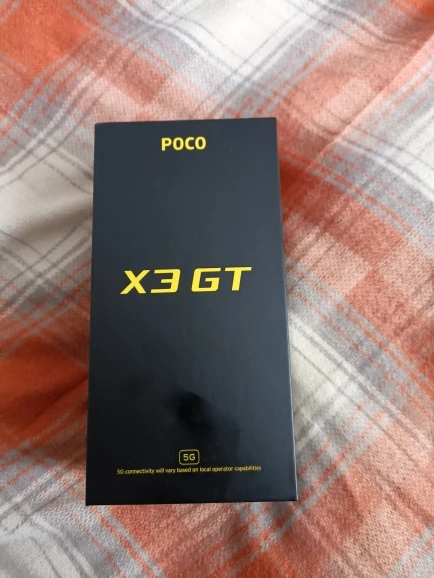 POCO
X3 GT
5G
5G connectivity will vary based on local operator capabilities